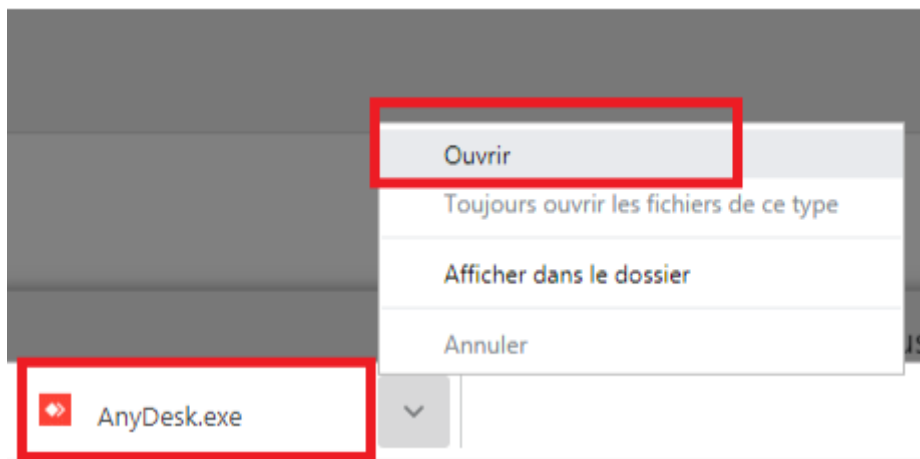 Ouvrir
Toujours ouvrir les fichiers de ce type
Afficher dans le dossier
Annuler
AnyDesk.exe